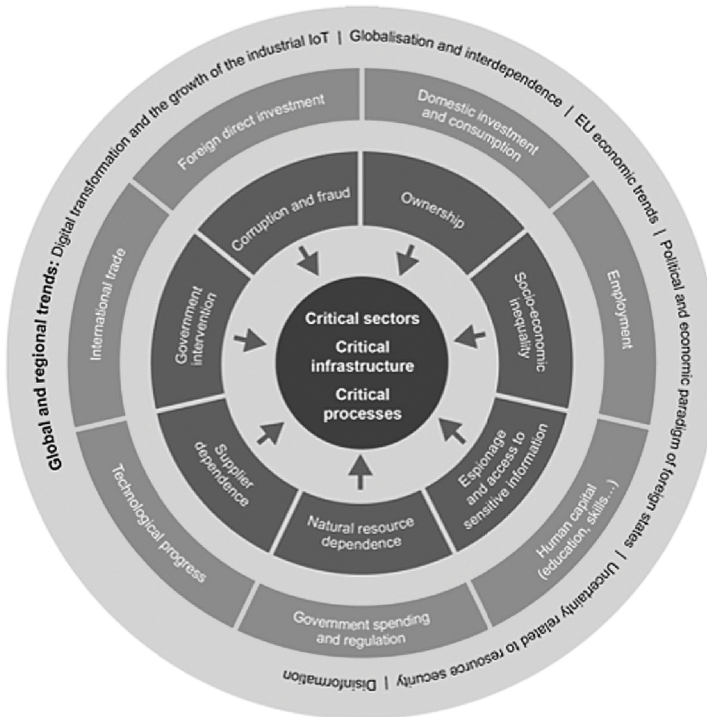 Global and regional trends: Digital transformation and the growth of the industrial IoT | Globalisation and interdependence | EU economic trends | Political and economic paradigm of foreign states | Uncertainly related to resource security | Disinformation
Foreign direct investment
Domestic investment
and consumption
Employment
Human capital
(education, skills...)
Government spending
and regulation
Technological progress
International trade
Corruption and fraud
Ownership
Socio-economic
inequality
Espionage
and access to
sensitive information
Natural resource
dependence
Supplier
dependence
Government
intervention
Critical sectors
Critical
infrastructure
Critical
processes